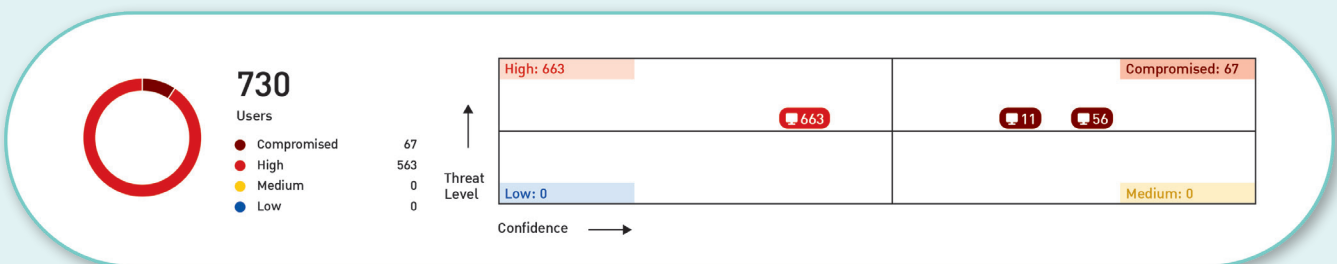 730
Users
Compromised 67
High 563
Medium 0
Low 0
Threat
Level
High: 663
Compromised: 67
663
11
56
Low: 0
Medium: 0
Confidence